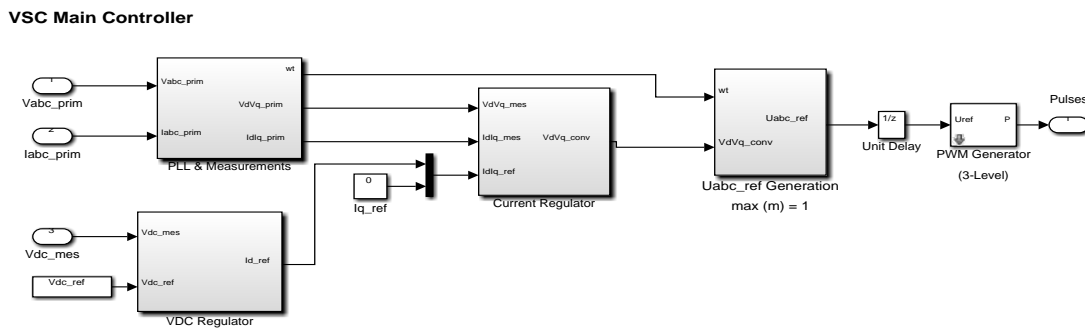 VSC Main Controller
1
Vabc_prim
2
Iabc_prim
Vabc_prim
Iabc_prim
wt
VdVq_prim
IdIq_prim
PLL & Measurements
0
Iq_ref
3
Vdc_mes
Vdc_ref
Vdc_mes
Vdc_ref
Id_ref
VDC Regulator
VdVq_mes
IdIq_mes
IdIq_ref
VdVq_conv
Current Regulator
wt
VdVq_conv
Uabc_ref
Uabc_ref Generation
max (m) = 1
1/z
Unit Delay
Uref
P
PWM Generator
(3-Level)
Pulses
1